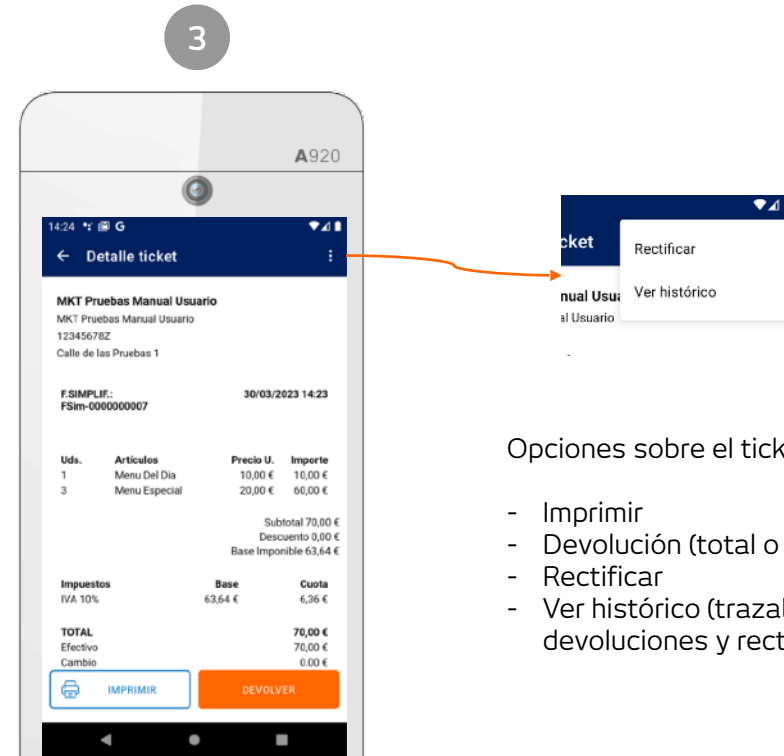 3
A920
14:24 G
Detalle ticket
MKT Pruebas Manual Usuario
MKT Pruebas Manual Usuario
12345678Z
Calle de las Pruebas 1
F.SIMPLIF.: 30/03/2023 14:23
FSim-0000000007
Uds. Artículos Precio U. Importe
1 Menu Del Dia 10,00 € 10,00 €
3 Menu Especial 20,00 € 60,00 €
Subtotal 70,00 €
Descuento 0,00 €
Base Imponible 63,64 €
Impuestos Base Cuota
IVA 10% 63,64 € 6,36 €
TOTAL 70,00 €
Efectivo 70,00 €
Cambio 0.00 €
IMPRIMIR DEVOLVER
cket
Rectificar
nual Usua
Ver histórico
al Usuario
Opciones sobre el tick
- Imprimir
- Devolución (total o
- Rectificar
- Ver histórico (trazal
devoluciones y rect